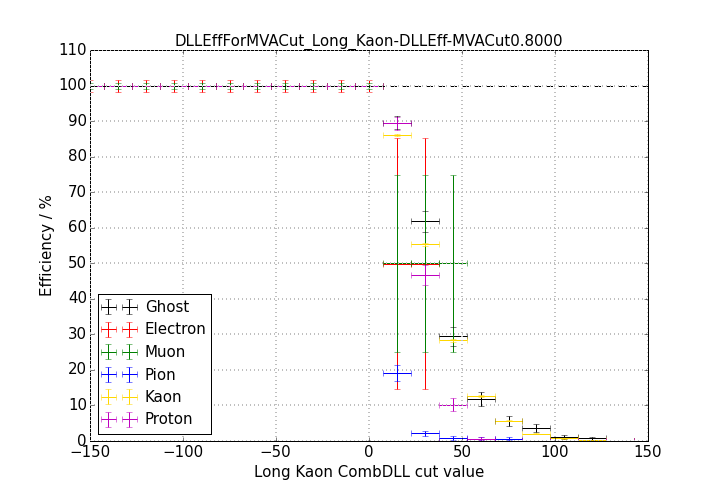 DLLEffForMVACut_Long_Kaon-DLLEff-MVACut0.8000
110
100
90
80
70
60
50
40
30
20
10
0
Efficiency / %
Ghost
Electron
Muon
Pion
Kaon
Proton
−150 −100 −50 0 50 100 150
Long Kaon CombDLL cut value